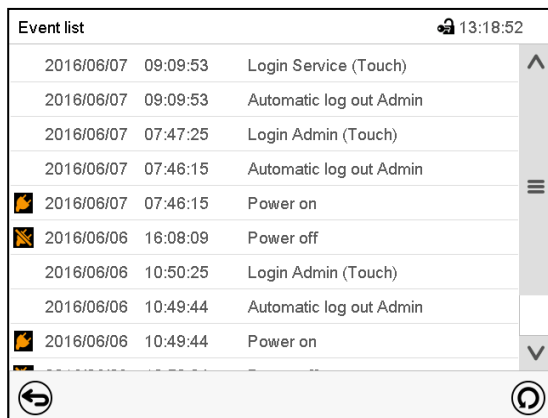 Event list 13:18:52
2016/06/07 09:09:53 Login Service (Touch)
2016/06/07 09:09:53 Automatic log out Admin
2016/06/07 07:47:25 Login Admin (Touch)
2016/06/07 07:46:15 Automatic log out Admin
2016/06/07 07:46:15 Power on
2016/06/06 16:08:09 Power off
2016/06/06 10:50:25 Login Admin (Touch)
2016/06/06 10:49:44 Automatic log out Admin
2016/06/06 10:49:44 Power on